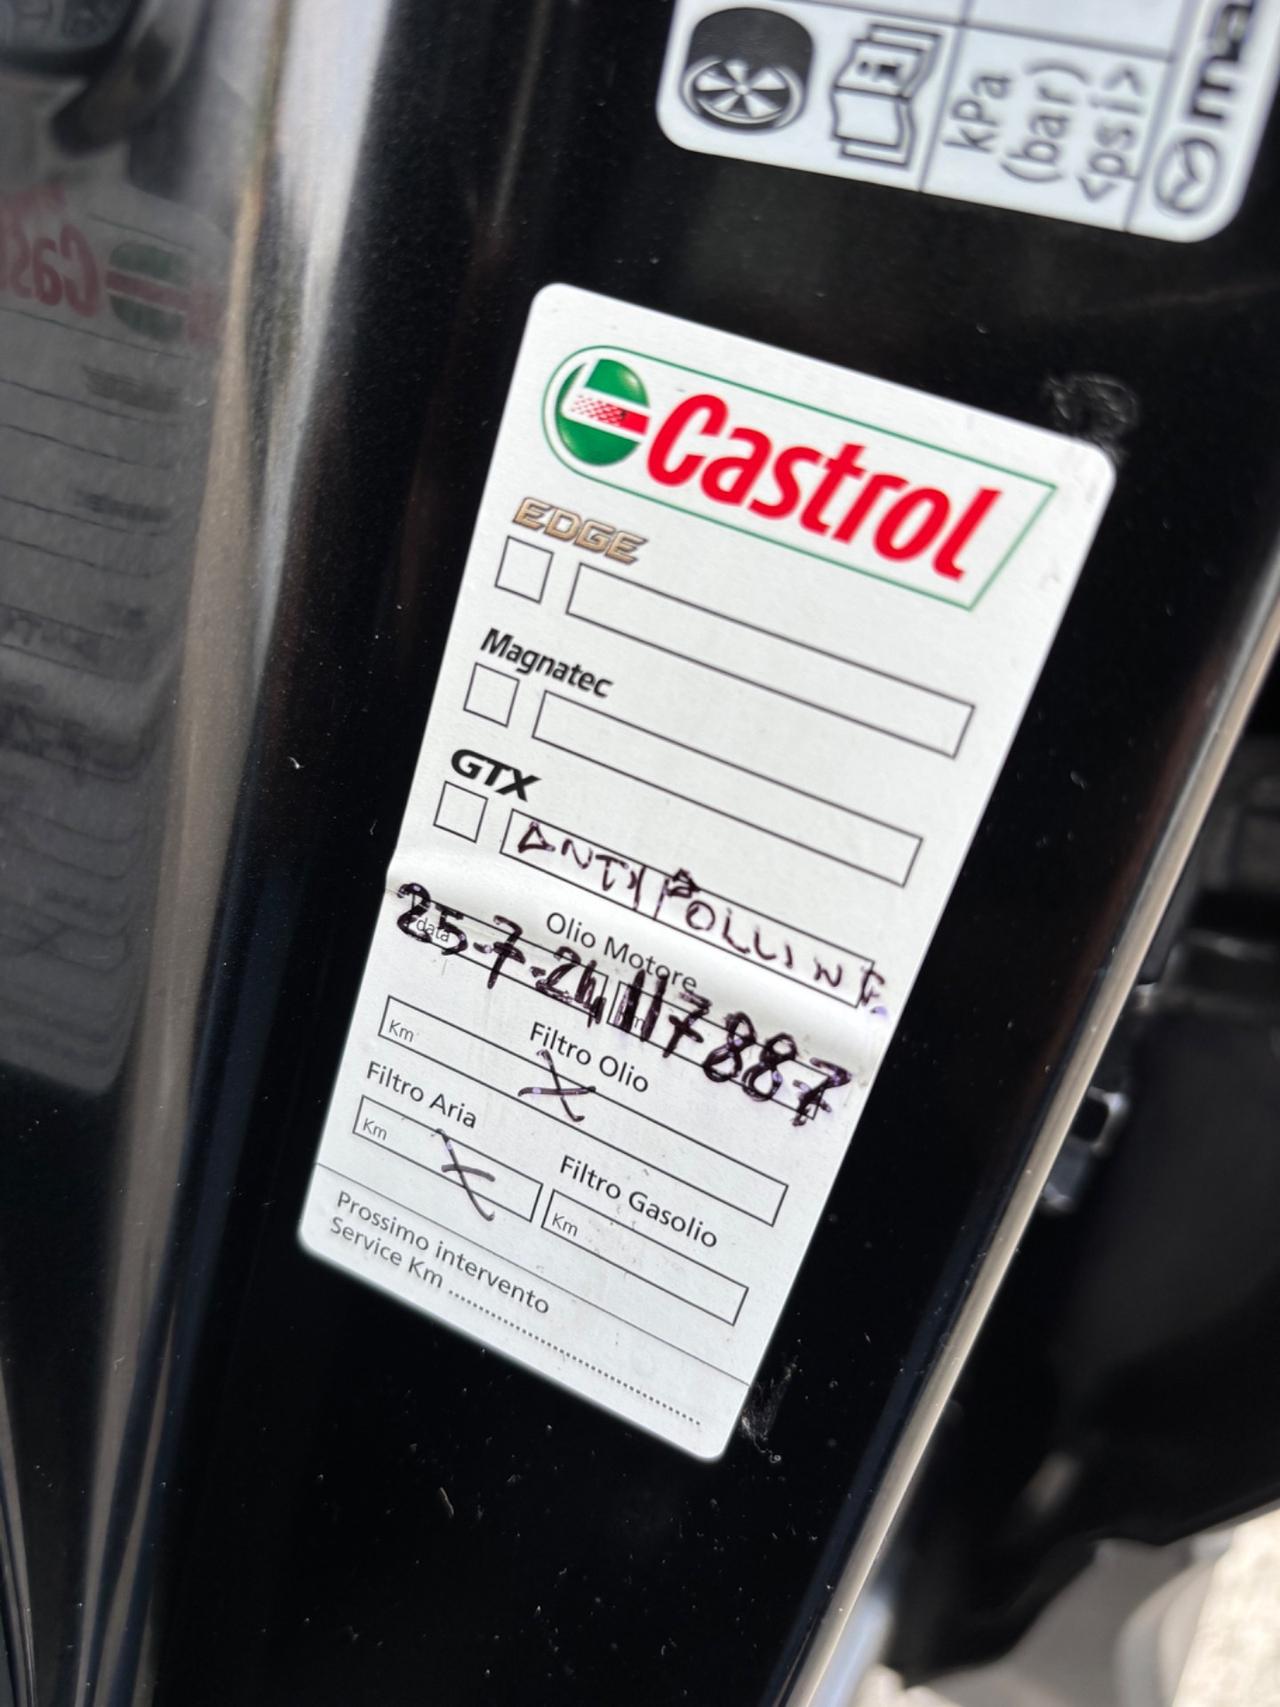 kPa
(bar)
<psi>
Castrol
EDGE
Magnatec
GTX
ANTIPOLLINE
Olio Motore
data
25-7-24 117887
Filtro Olio
Km
X
Filtro Aria
Km
X
Filtro Gasolio
Km
Prossimo intervento
Service Km